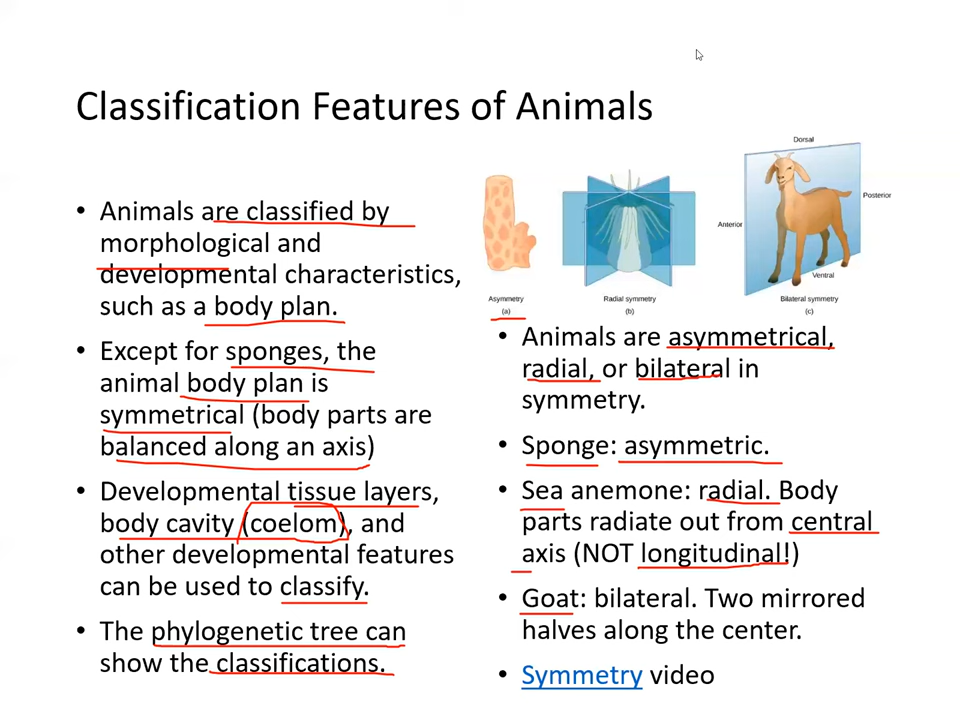 Classification Features of Animals
• Animals are classified by
morphological and
developmental characteristics,
such as a body plan.
• Except for sponges, the
animal body plan is
symmetrical (body parts are
balanced along an axis)
• Developmental tissue layers,
body cavity (coelom), and
other developmental features
can be used to classify.
• The phylogenetic tree can
show the classifications.
Dorsal
Posterior
Anterior
Ventral
Asymmetry
(a)
Radial symmetry
(b)
Bilateral symmetry
(c)
• Animals are asymmetrical,
radial, or bilateral in
symmetry.
• Sponge: asymmetric.
• Sea anemone: radial. Body
parts radiate out from central
axis (NOT longitudinal!)
• Goat: bilateral. Two mirrored
halves along the center.
• Symmetry video